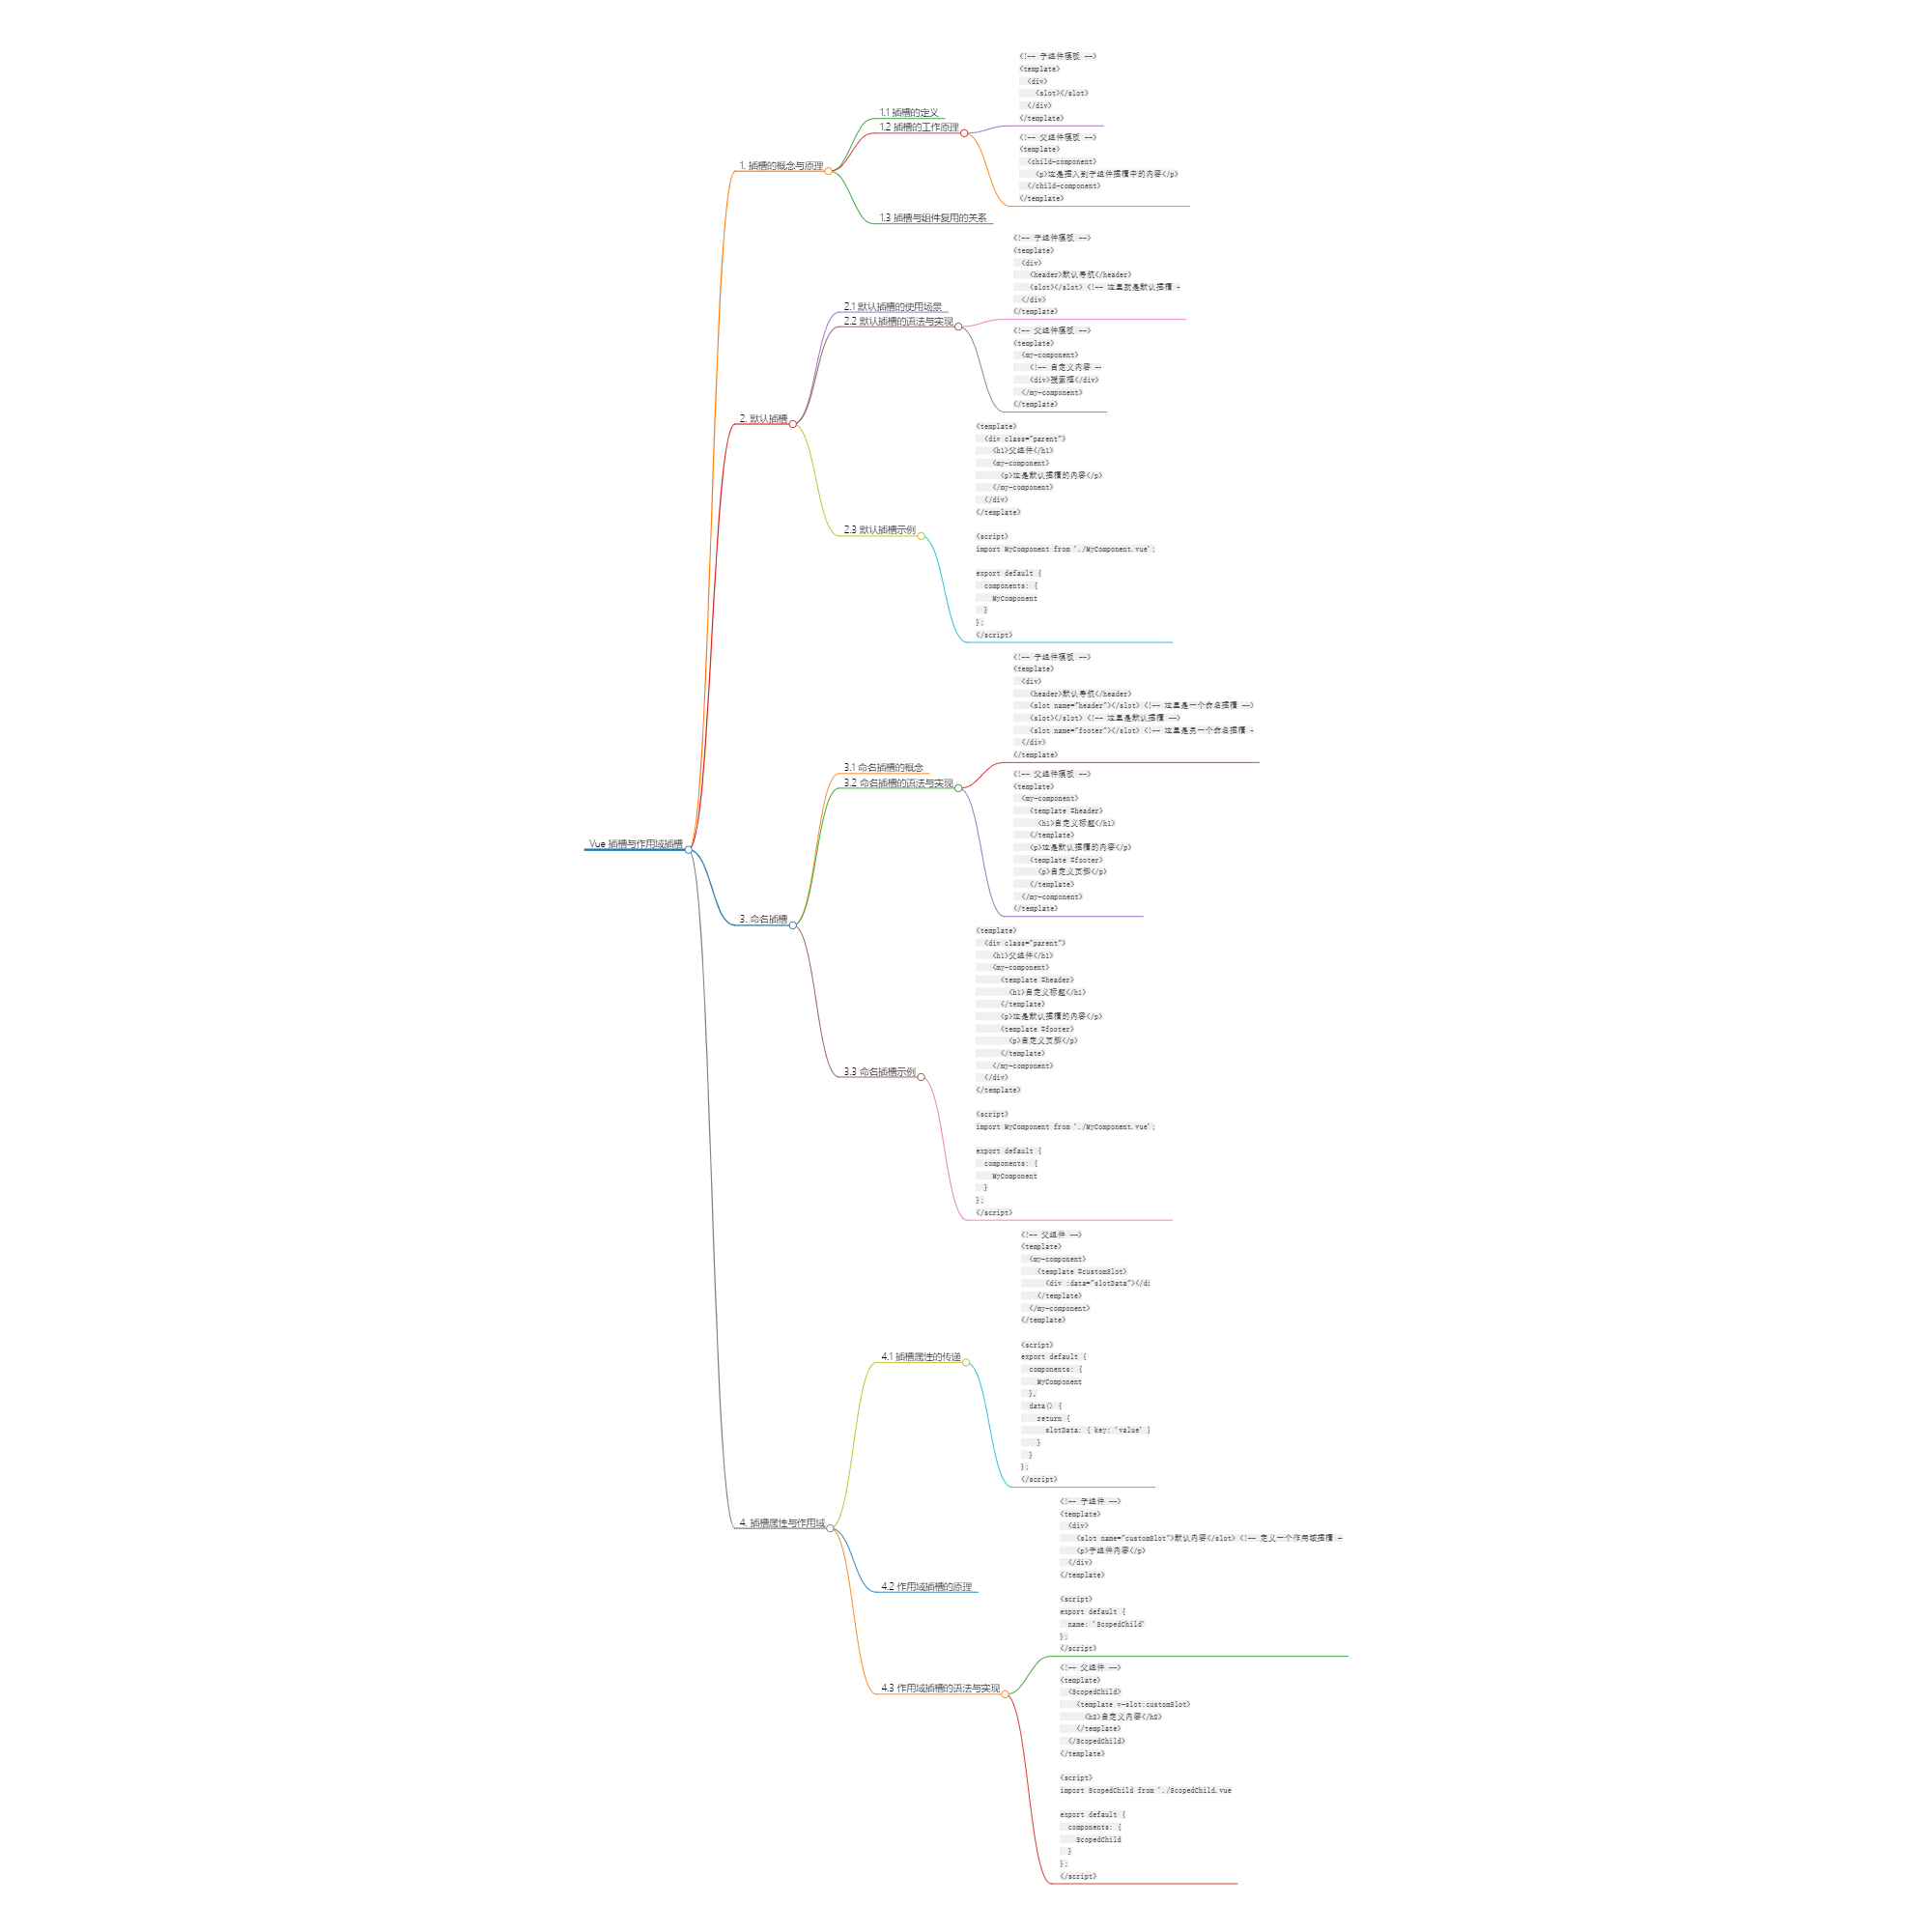 Vue 插槽与作用域插槽
1. 插槽的概念与原理
1.1 插槽的定义
1.2 插槽的工作原理
<!-- 子组件模板 -->
<template>
  <div>
    <slot></slot>
  </div>
</template>
<!-- 父组件模板 -->
<template>
  <child-component>
    <p>这是插入到子组件插槽中的内容</p>
  </child-component>
</template>
1.3 插槽与组件复用的关系
2. 默认插槽
2.1 默认插槽的使用场景
2.2 默认插槽的语法与实现
<!-- 子组件模板 -->
<template>
  <div>
    <header>默认导航</header>
    <slot></slot> <!-- 这里就是默认插槽 -
  </div>
</template>
<!-- 父组件模板 -->
<template>
  <my-component>
    <!-- 自定义内容 --
    <div>搜索框</div>
  </my-component>
</template>
2.3 默认插槽示例
<template>
  <div class="parent">
    <h1>父组件</h1>
    <my-component>
      <p>这是默认插槽的内容</p>
    </my-component>
  </div>
</template>
<script>
import MyComponent from './MyComponent.vue';
export default {
  components: {
    MyComponent
  }
};
</script>
3. 命名插槽
3.1 命名插槽的概念
3.2 命名插槽的语法与实现
<!-- 子组件模板 -->
<template>
  <div>
    <header>默认导航</header>
    <slot name="header"></slot> <!-- 这里是一个命名插槽 -->
    <slot></slot> <!-- 这里是默认插槽 -->
    <slot name="footer"></slot> <!-- 这里是另一个命名插槽 -
  </div>
</template>
<!-- 父组件模板 -->
<template>
  <my-component>
    <template #header>
      <h1>自定义标题</h1>
    </template>
    <p>这是默认插槽的内容</p>
    <template #footer>
      <p>自定义页脚</p>
    </template>
  </my-component>
</template>
3.3 命名插槽示例
<template>
  <div class="parent">
    <h1>父组件</h1>
    <my-component>
      <template #header>
        <h1>自定义标题</h1>
      </template>
      <p>这是默认插槽的内容</p>
      <template #footer>
        <p>自定义页脚</p>
      </template>
    </my-component>
  </div>
</template>
<script>
import MyComponent from './MyComponent.vue';
export default {
  components: {
    MyComponent
  }
};
</script>
4. 插槽属性与作用域
4.1 插槽属性的传递
<!-- 父组件 -->
<template>
  <my-component>
    <template #customSlot>
      <div :data="slotData"></di
    </template>
  </my-component>
</template>
<script>
export default {
  components: {
    MyComponent
  },
  data() {
    return {
      slotData: { key: 'value' }
    }
  }
};
</script>
4.2 作用域插槽的原理
4.3 作用域插槽的语法与实现
<!-- 子组件 -->
<template>
  <div>
    <slot name="customSlot">默认内容</slot> <!-- 定义一个作用域插槽 -
    <p>子组件内容</p>
  </div>
</template>
<script>
export default {
  name: 'ScopedChild'
};
</script>
<!-- 父组件 -->
<template>
  <ScopedChild>
    <template v-slot:customSlot>
      <h2>自定义内容</h2>
    </template>
  </ScopedChild>
</template>
<script>
import ScopedChild from './ScopedChild.vue
export default {
  components: {
    ScopedChild
  }
};
</script>